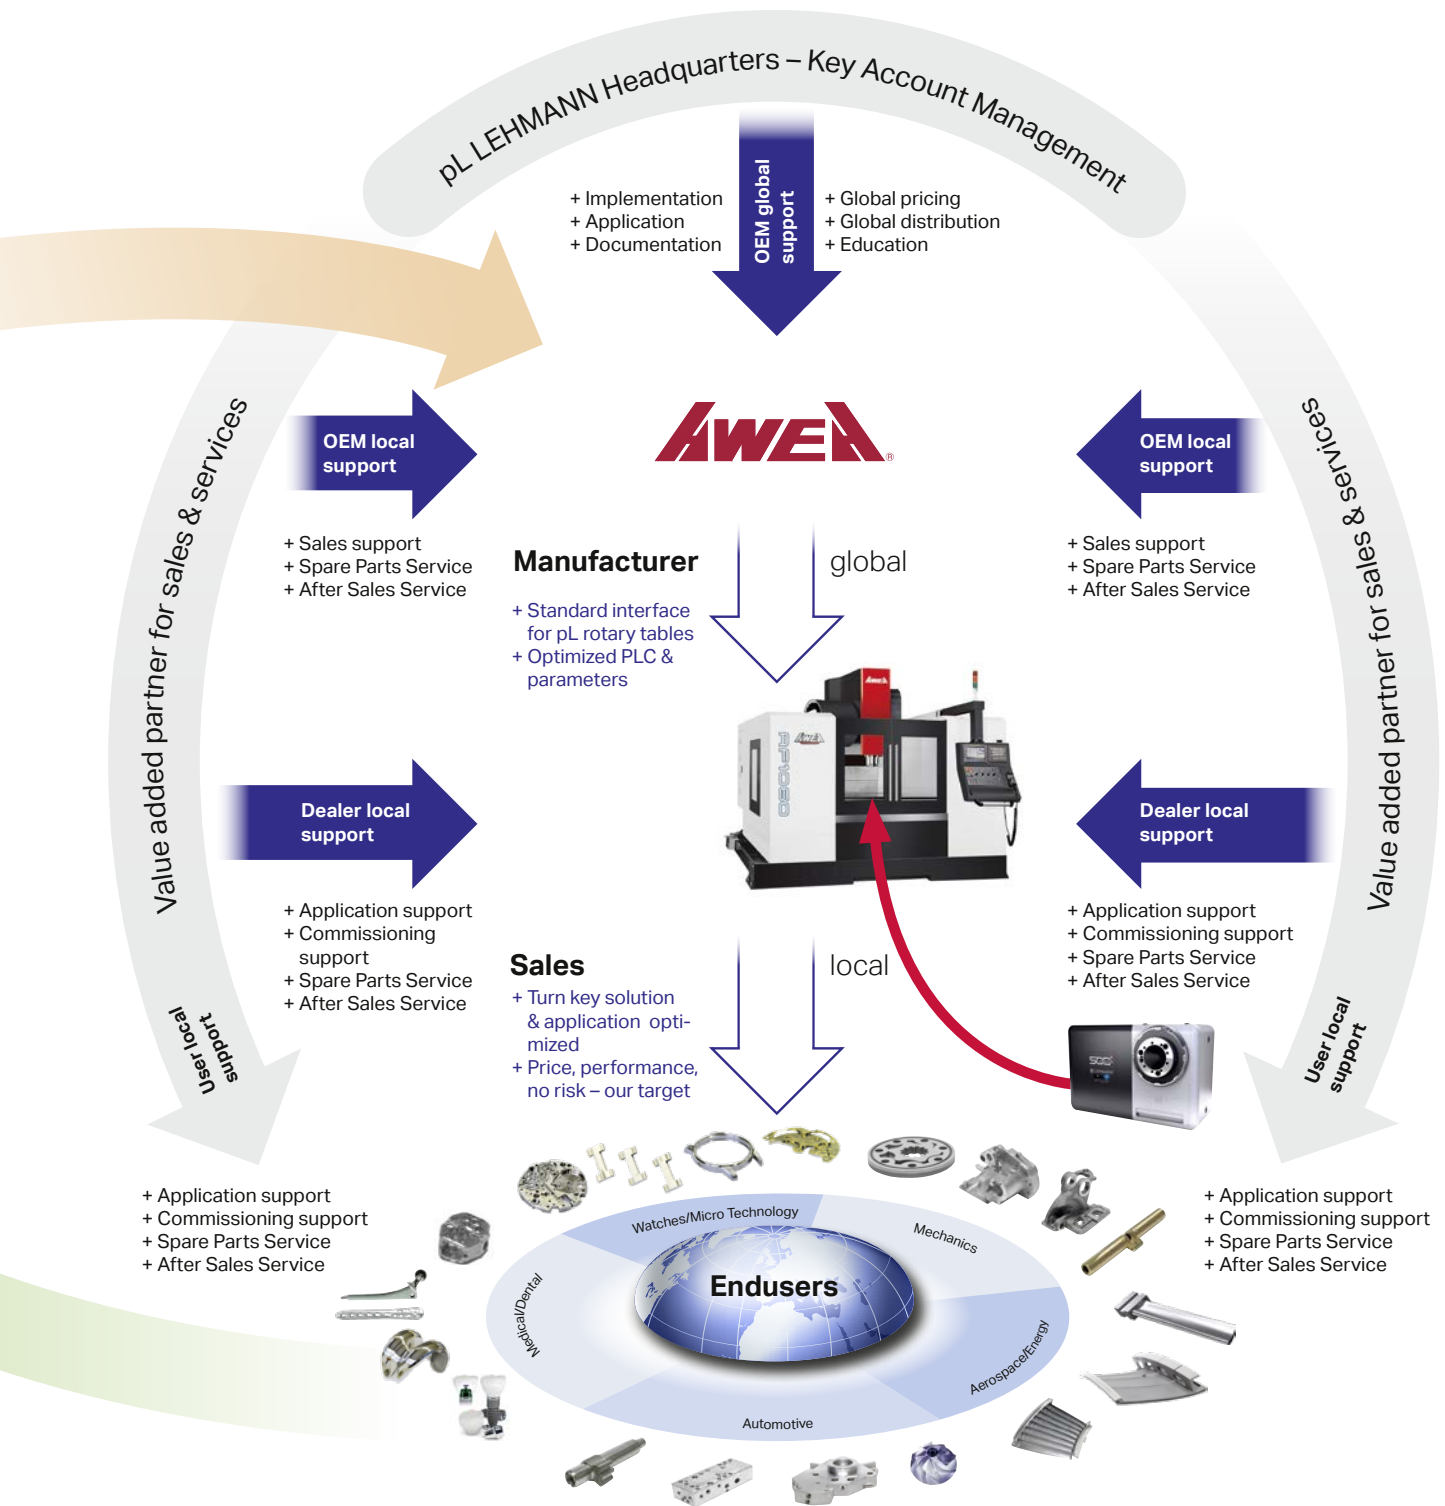 pL LEHMANN Headquarters – Key Account Management
OEM global
support
+ Implementation
+ Application
+ Documentation
+ Global pricing
+ Global distribution
+ Education
Value added partner for sales & services
Value added partner for sales & services
AWEA®
OEM local
support
+ Sales support
+ Spare Parts Service
+ After Sales Service
Manufacturer
global
+ Standard interface
for pL rotary tables
+ Optimized PLC &
parameters
OEM local
support
+ Sales support
+ Spare Parts Service
+ After Sales Service
AWEA
AWEA
AF1060
Dealer local
support
+ Application support
+ Commissioning
support
+ Spare Parts Service
+ After Sales Service
Sales
local
+ Turn key solution
& application opti-
mized
+ Price, performance,
no risk – our target
Dealer local
support
+ Application support
+ Commissioning support
+ Spare Parts Service
+ After Sales Service
User local
support
User local
support
+ Application support
+ Commissioning support
+ Spare Parts Service
+ After Sales Service
+ Application support
+ Commissioning support
+ Spare Parts Service
+ After Sales Service
Watches/Micro Technology
Mechanics
Medical/Dental
Endusers
Aerospace/Energy
Automotive